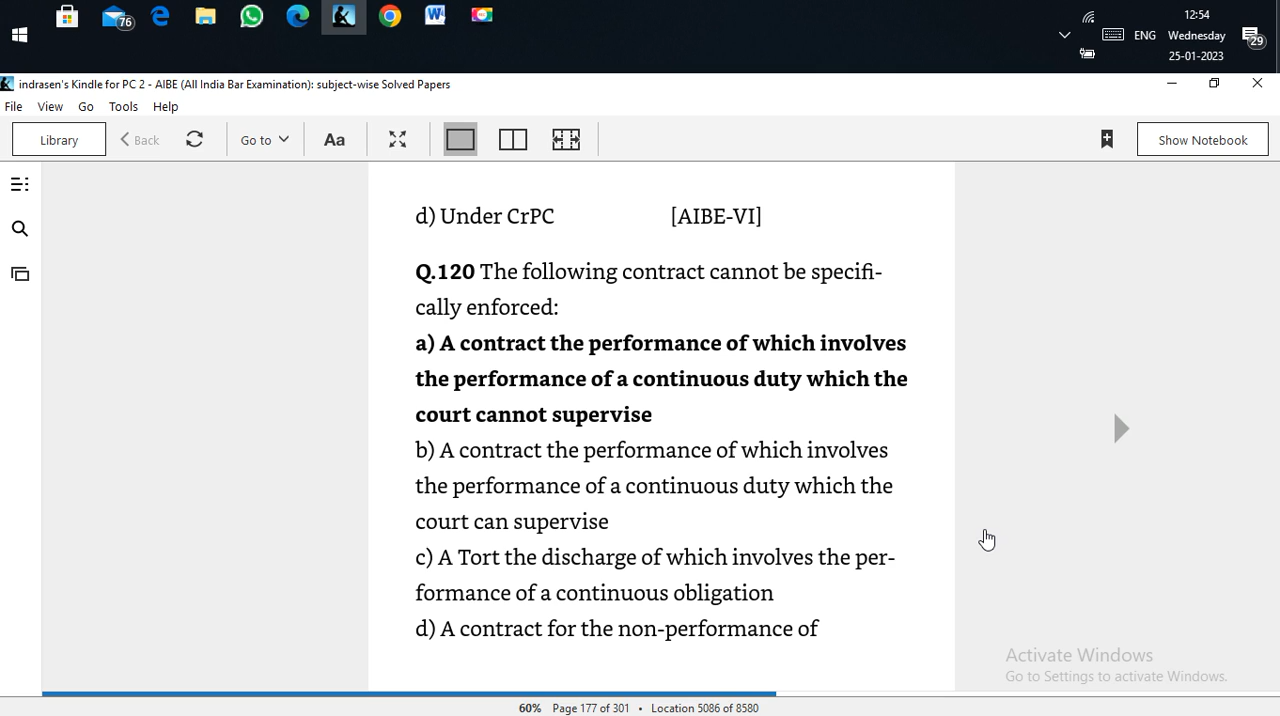 76
12:54
ENG
Wednesday
29
25-01-2023
indrasen's Kindle for PC 2 - AIBE (All India Bar Examination): subject-wise Solved Papers
File View Go Tools Help
Library Back Go to Aa Show Notebook
d) Under CrPC [AIBE-VI]
Q.120 The following contract cannot be specifi-
cally enforced:
a) A contract the performance of which involves
the performance of a continuous duty which the
court cannot supervise
b) A contract the performance of which involves
the performance of a continuous duty which the
court can supervise
c) A Tort the discharge of which involves the per-
formance of a continuous obligation
d) A contract for the non-performance of
Activate Windows
Go to Settings to activate Windows.
60% Page 177 of 301 • Location 5086 of 8580